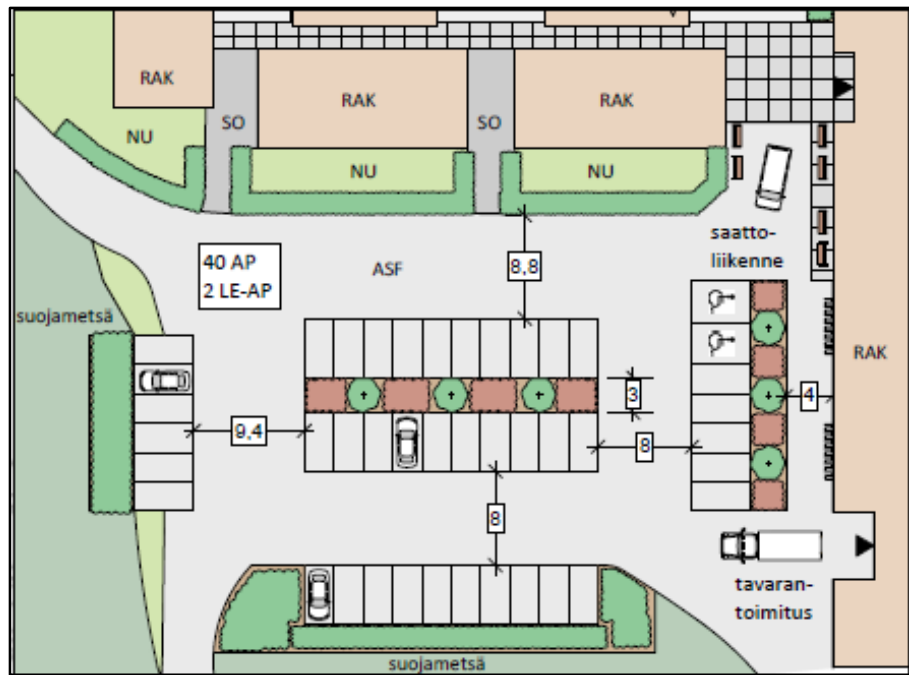 RAK
RAK
RAK
SO
SO
NU
NU
NU
saatto-
liikenne
40 AP
2 LE-AP
ASF
8,8
suojametsä
RAK
3
4
9,4
8
8
tavaran-
toimitus
suojametsä